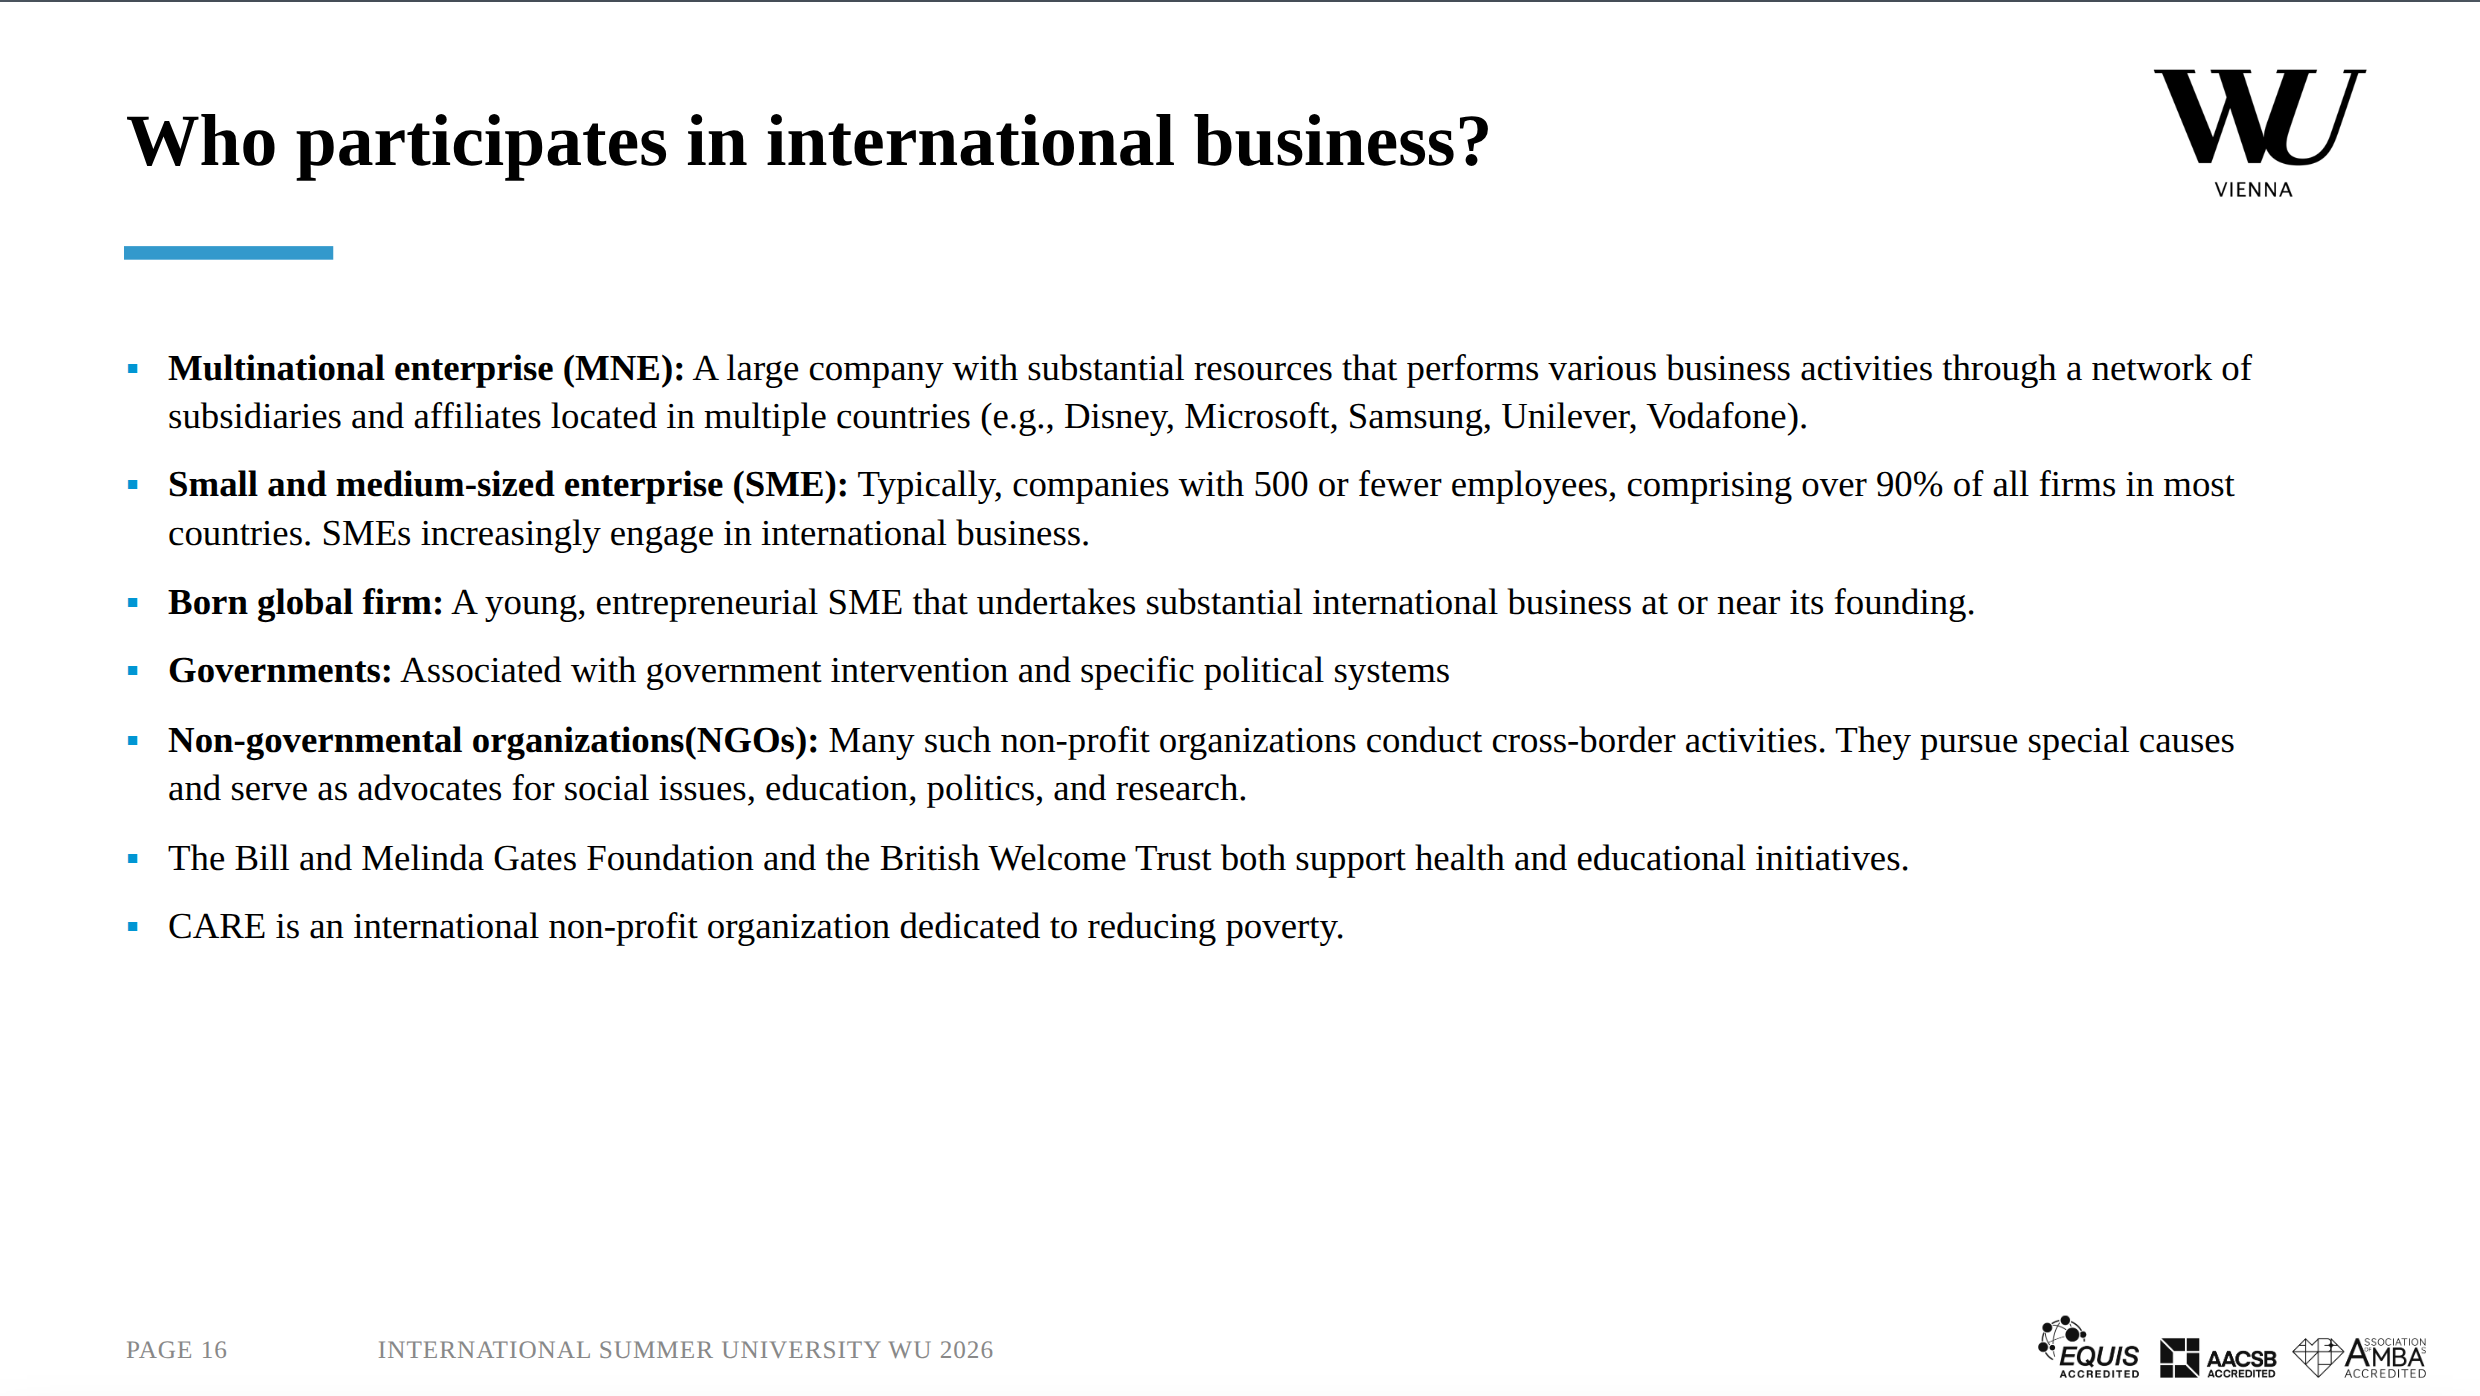 Who participates in international business?
WU
VIENNA
▪ Multinational enterprise (MNE): A large company with substantial resources that performs various business activities through a network of
subsidiaries and affiliates located in multiple countries (e.g., Disney, Microsoft, Samsung, Unilever, Vodafone).
▪ Small and medium-sized enterprise (SME): Typically, companies with 500 or fewer employees, comprising over 90% of all firms in most
countries. SMEs increasingly engage in international business.
▪ Born global firm: A young, entrepreneurial SME that undertakes substantial international business at or near its founding.
▪ Governments: Associated with government intervention and specific political systems
▪ Non-governmental organizations(NGOs): Many such non-profit organizations conduct cross-border activities. They pursue special causes
and serve as advocates for social issues, education, politics, and research.
▪ The Bill and Melinda Gates Foundation and the British Welcome Trust both support health and educational initiatives.
▪ CARE is an international non-profit organization dedicated to reducing poverty.
PAGE 16
INTERNATIONAL SUMMER UNIVERSITY WU 2026
EQUIS
ACCREDITED
AACSB
ACCREDITED
ASSOCIATION
OF AMBAS
ACCREDITED